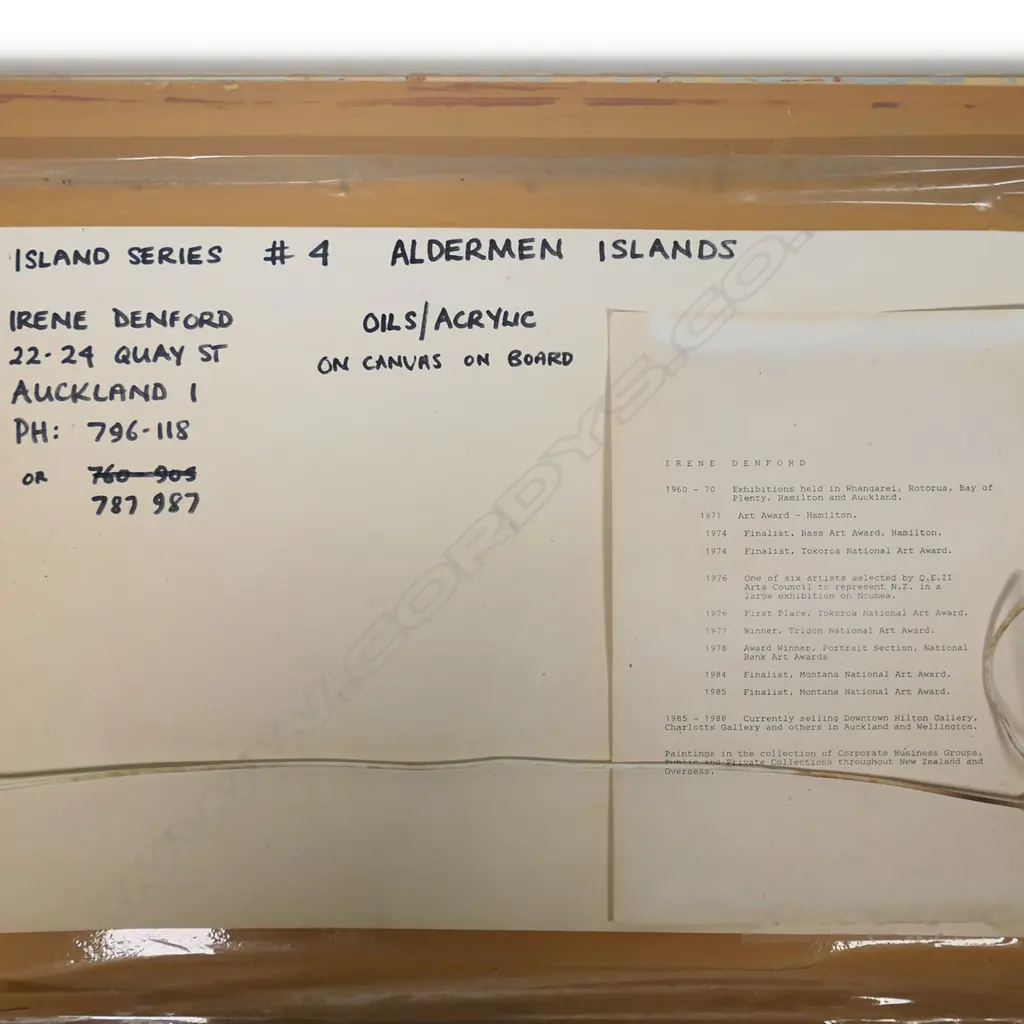 ISLAND SERIES # 4 ALDERMEN ISLANDS
IRENE DENFORD
22-24 QUAY ST
AUCKLAND 1
PH: 796-118
OR 760-909
787 987
OILS/ACRYLIC
ON CANVAS ON BOARD
IRENE DENFORD
1960 - 70 Exhibitions held in Whangarei, Rotorua, Bay of
Plenty, Hamilton and Auckland.
1971 Art Award - Hamilton.
1974 Finalist, Bass Art Award, Hamilton.
1974 Finalist, Tokoroa National Art Award.
1976 One of six artists selected by Q.E.II
Arts Council to represent N.Z. in a
large exhibition on Noumea.
1976 First Place, Tokoroa National Art Award.
1977 Winner, Trigon National Art Award.
1978 Award Winner, Portrait Section, National
Bank Art Awards
1984 Finalist, Montana National Art Award.
1985 Finalist, Montana National Art Award.
1985 - 1988 Currently selling Downtown Hilton Gallery,
Charlotts Gallery and others in Auckland and Wellington.
Paintings in the collection of Corporate Business Groups,
Public and Private Collections throughout New Zealand and
Overseas.
WWW.CORDYS.CO.